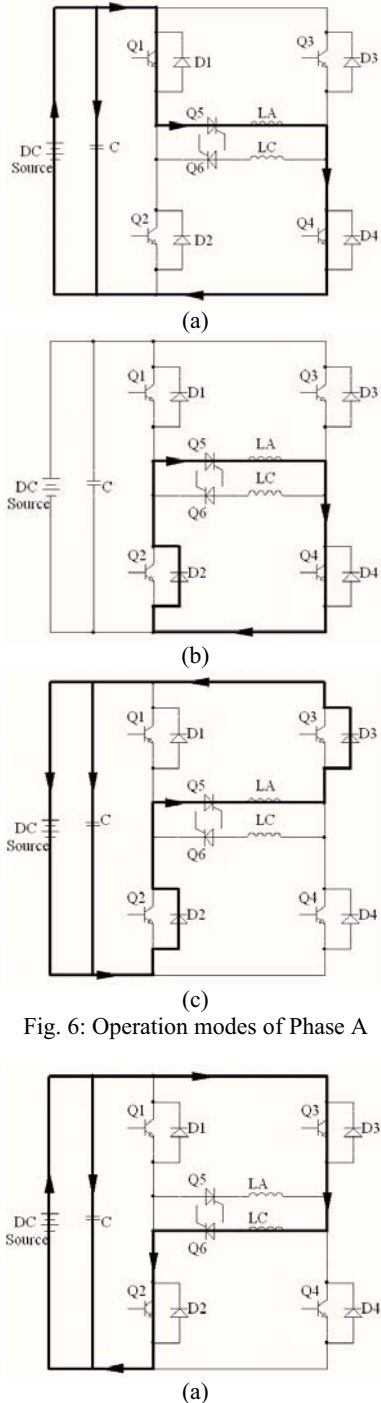 Q1 D1 Q3 D3
Q5 LA
DC Source C
Q6 LC
Q2 D2 Q4 D4
(a)
Q1 D1 Q3 D3
Q5 LA
DC Source C
Q6 LC
Q2 D2 Q4 D4
(b)
Q1 D1 Q3 D3
Q5 LA
DC Source C
Q6 LC
Q2 D2 Q4 D4
(c)
Fig. 6: Operation modes of Phase A
Q1 D1 Q3 D3
Q5 LA
DC Source C
Q6 LC
Q2 D2 Q4 D4
(a)